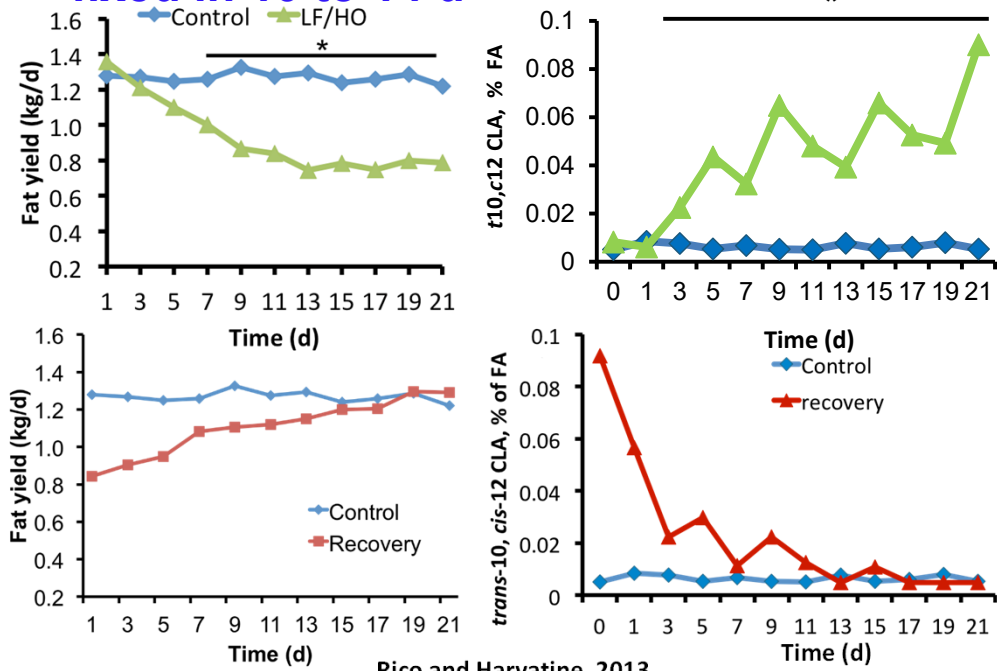 Control LF/HO
*
Fat yield (kg/d)
1.6
1.4
1.2
1.0
0.8
0.6
0.4
0.2
1 3 5 7 9 11 13 15 17 19 21
Time (d)
t10,c12 CLA, % FA
0.1
0.08
0.06
0.04
0.02
0
0 1 3 5 7 9 11 13 15 17 19 21
Time (d)
Fat yield (kg/d)
1.6
1.4
1.2
1.0
0.8
0.6
0.4
0.2
Control
Recovery
1 3 5 7 9 11 13 15 17 19 21
Time (d)
trans-10, cis-12 CLA, % of FA
0.1
0.08
0.06
0.04
0.02
0
Control
recovery
0 1 3 5 7 9 11 13 15 17 19 21
Time (d)
Rico and Harvatine, 2013